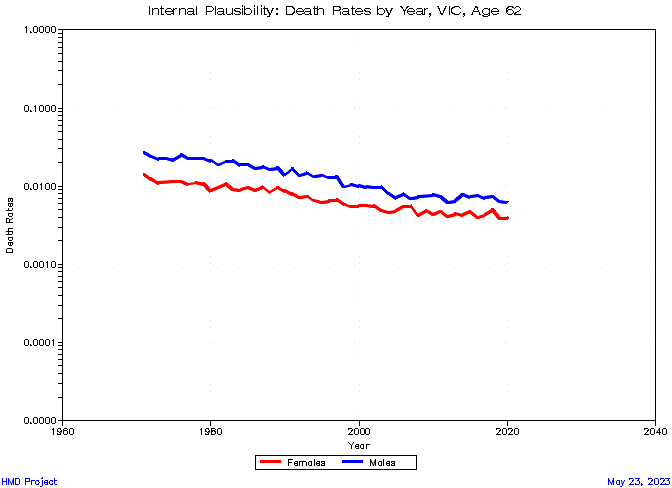 Internal Plausibility: Death Rates by Year, VIC, Age 62
1.0000
0.1000
0.0100
0.0010
0.0001
0.0000
Death Rates
1960 1980 2000 2020 2040
Year
Females Males
HMD Project May 23, 2023